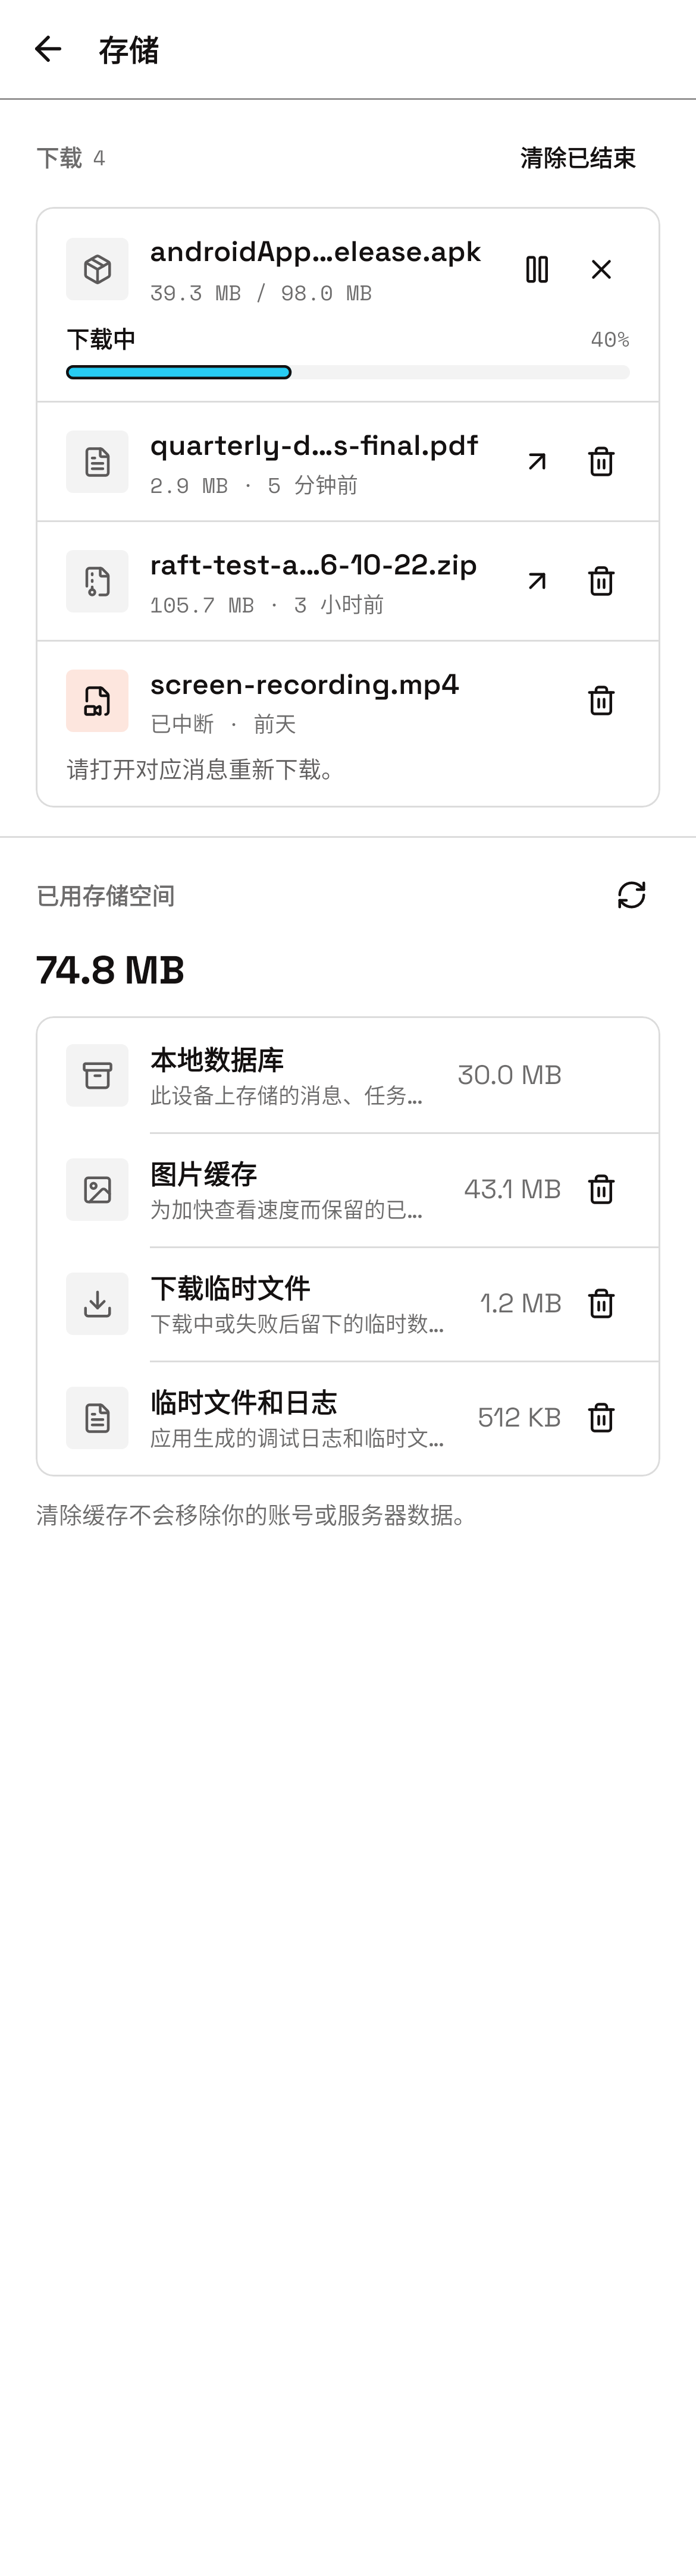 存储
下载 4
清除已结束
androidApp...elease.apk
39.3 MB / 98.0 MB
下载中
40%
quarterly-d...s-final.pdf
2.9 MB · 5 分钟前
raft-test-a...6-10-22.zip
105.7 MB · 3 小时前
screen-recording.mp4
已中断 · 前天
请打开对应消息重新下载。
已用存储空间
74.8 MB
本地数据库
此设备上存储的消息、任务...
30.0 MB
图片缓存
为加快查看速度而保留的已...
43.1 MB
下载临时文件
下载中或失败后留下的临时数...
1.2 MB
临时文件和日志
应用生成的调试日志和临时文...
512 KB
清除缓存不会移除你的账号或服务器数据。